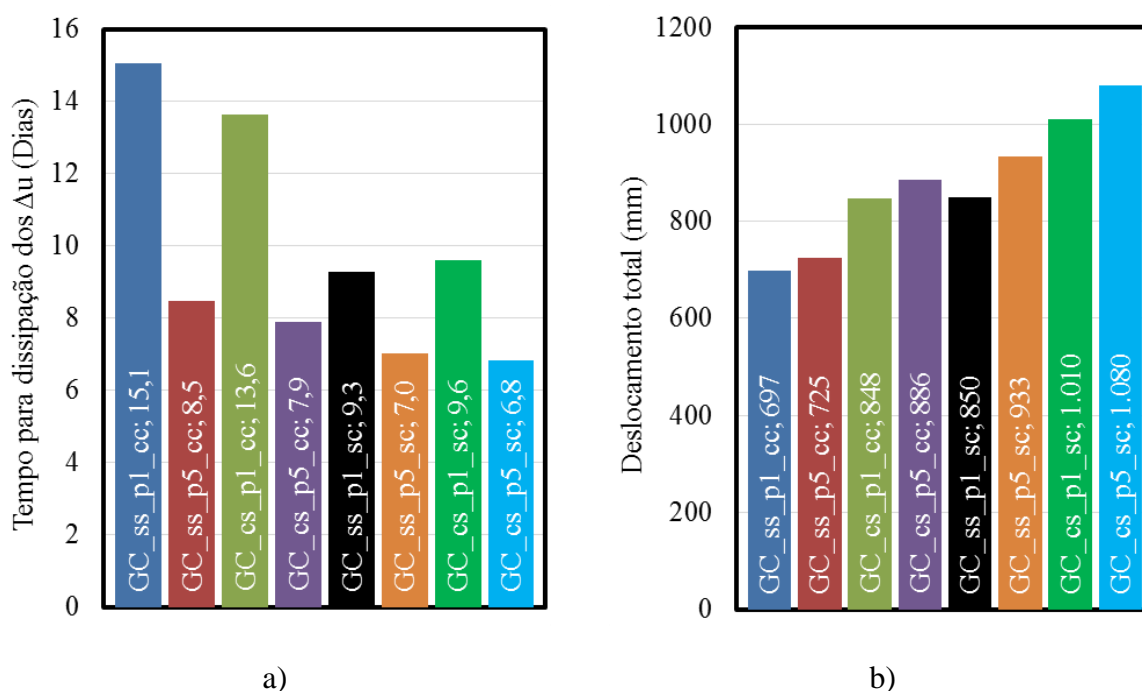 16
14
12
10
8
6
4
2
0
Tempo para dissipação dos Δu (Dias)
GC_ss_p1_cc; 15,1
GC_ss_p5_cc; 8,5
GC_cs_p1_cc; 13,6
GC_cs_p5_cc; 7,9
GC_ss_p1_sc; 9,3
GC_ss_p5_sc; 7,0
GC_cs_p1_sc; 9,6
GC_cs_p5_sc; 6,8
a)
1200
1000
800
600
400
200
0
Deslocamento total (mm)
GC_ss_p1_cc; 697
GC_ss_p5_cc; 725
GC_cs_p1_cc; 848
GC_cs_p5_cc; 886
GC_ss_p1_sc; 850
GC_ss_p5_sc; 933
GC_cs_p1_sc; 1.010
GC_cs_p5_sc; 1.080
b)